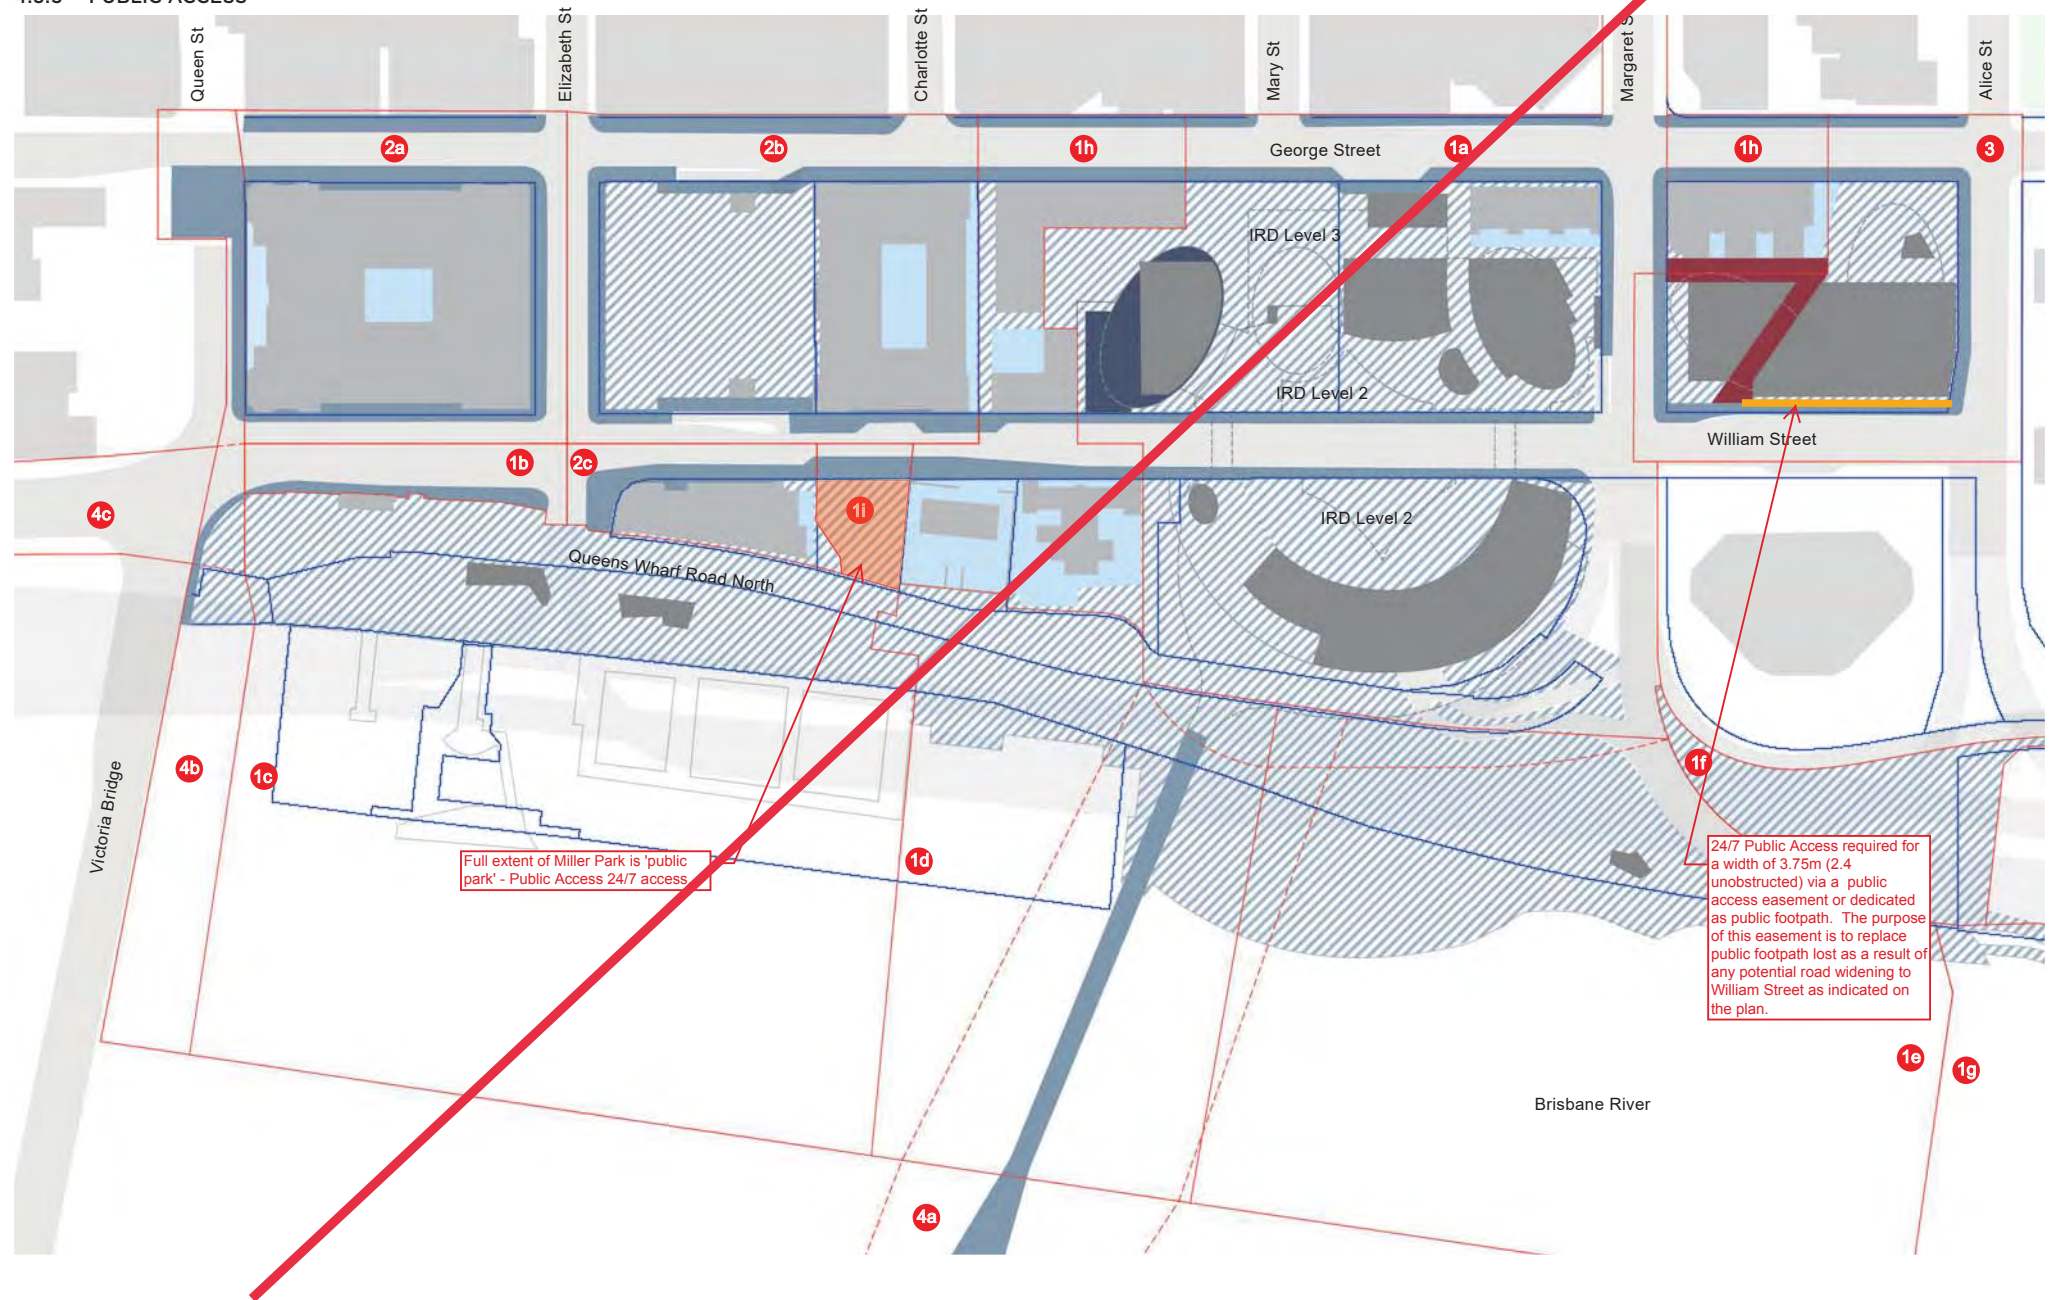 PUBLIC ACCESS
Queen St
Elizabeth St
Charlotte St
Mary St
Margaret S
Alice St
2a
2b
1h
George Street
1a
1h
3
IRD Level 3
IRD Level 2
William Street
1b
2c
4c
1i
IRD Level 2
Queens Wharf Road North
4b
1c
Victoria Bridge
1f
Full extent of Miller Park is 'public
park' - Public Access 24/7 access
1d
24/7 Public Access required for
a width of 3.75m (2.4
unobstructed) via a public
access easement or dedicated
as public footpath. The purpose
of this easement is to replace
public footpath lost as a result of
any potential road widening to
William Street as indicated on
the plan.
1e
1g
Brisbane River
4a